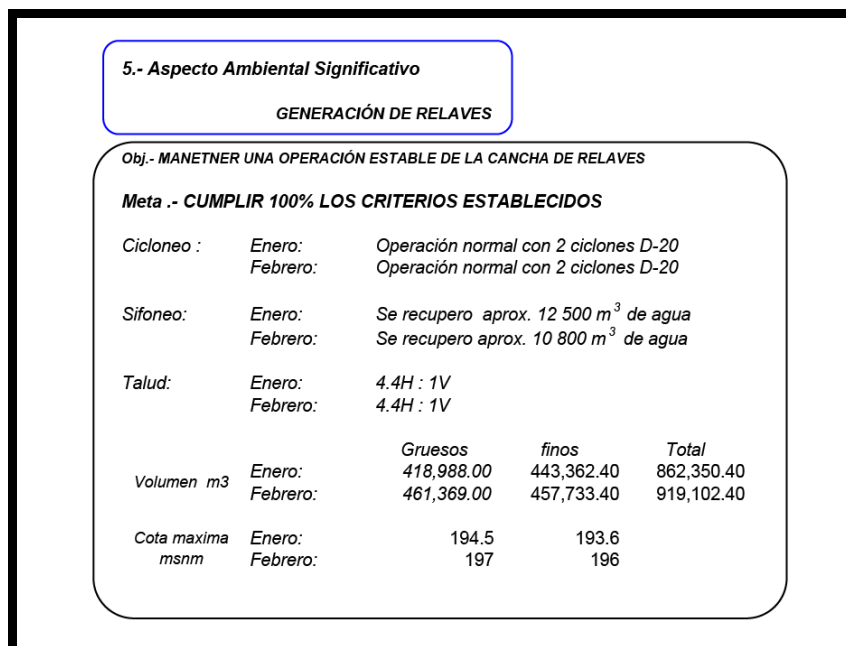 5.- Aspecto Ambiental Significativo
GENERACIÓN DE RELAVES
Obj.- MANETNER UNA OPERACIÓN ESTABLE DE LA CANCHA DE RELAVES
Meta .- CUMPLIR 100% LOS CRITERIOS ESTABLECIDOS
Cicloneo : Enero: Operación normal con 2 ciclones D-20
Febrero: Operación normal con 2 ciclones D-20
Sifoneo: Enero: Se recupero aprox. 12 500 m³ de agua
Febrero: Se recupero aprox. 10 800 m³ de agua
Talud: Enero: 4.4H : 1V
Febrero: 4.4H : 1V
Gruesos finos Total
Volumen m3 Enero: 418,988.00 443,362.40 862,350.40
Febrero: 461,369.00 457,733.40 919,102.40
Cota maxima Enero: 194.5 193.6
msnm Febrero: 197 196